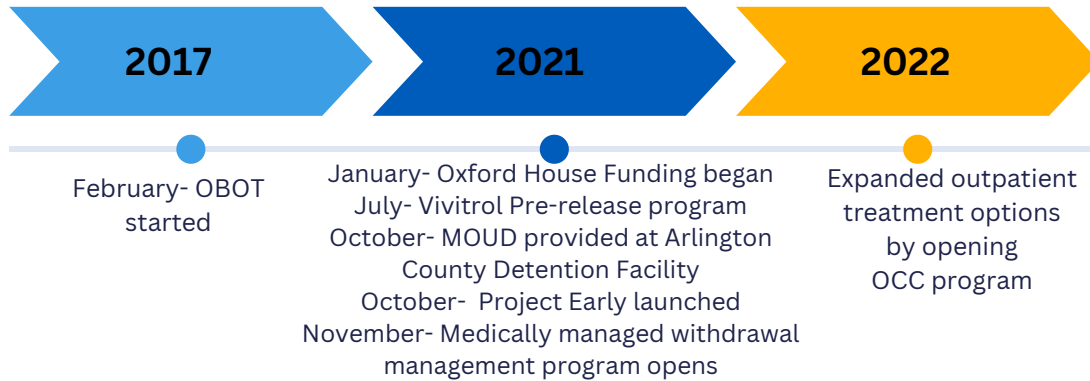 2017
2021
2022
February- OBOT
started
January- Oxford House Funding began
July- Vivitrol Pre-release program
October- MOUD provided at Arlington
County Detention Facility
October-  Project Early launched
November- Medically managed withdrawal
management program opens
Expanded outpatient
treatment options
by opening
OCC program